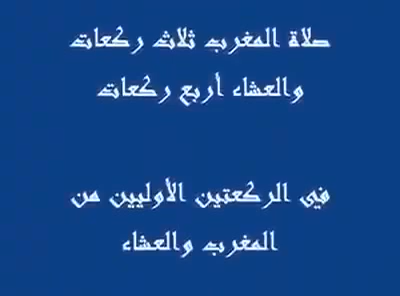 صلاة المغرب ثلاث ركعات
والعشاء أربع ركعات
في الركعتين الأوليين من
المغرب والعشاء